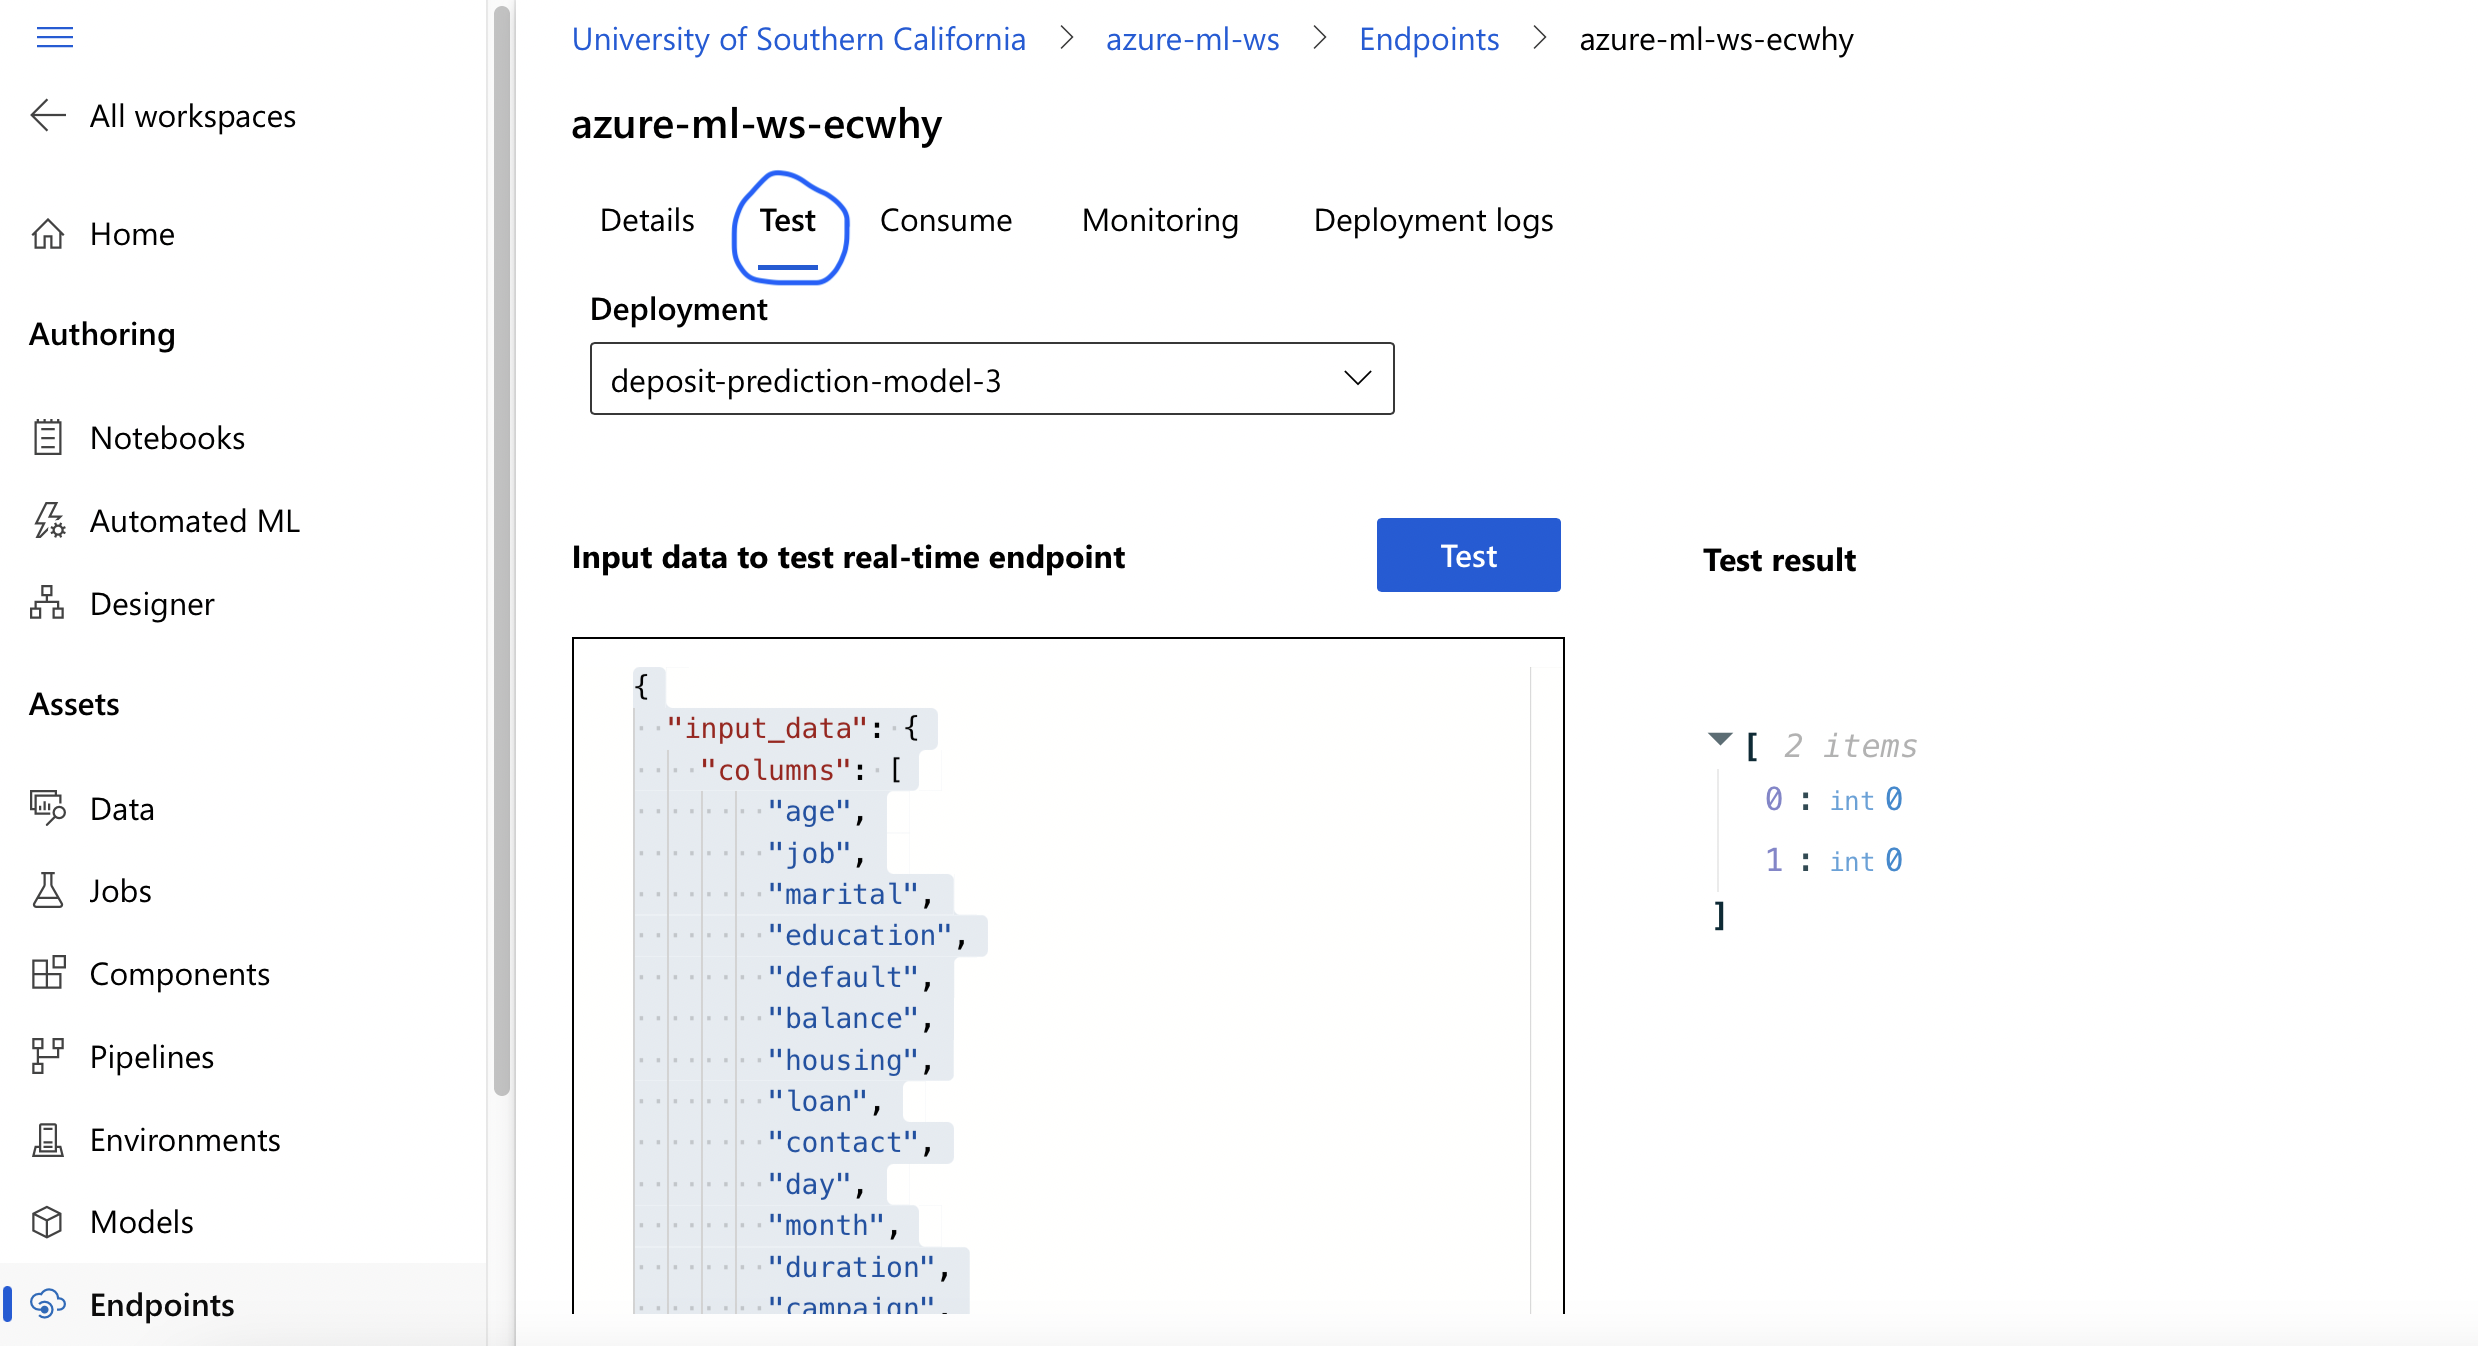 University of Southern California > azure-ml-ws > Endpoints > azure-ml-ws-ecwhy
All workspaces
Home
Authoring
Notebooks
Automated ML
Designer
Assets
Data
Jobs
Components
Pipelines
Environments
Models
Endpoints
azure-ml-ws-ecwhy
Details Test Consume Monitoring Deployment logs
Deployment
deposit-prediction-model-3
Input data to test real-time endpoint
Test
{
"input_data": {
"columns": [
"age",
"job",
"marital",
"education",
"default",
"balance",
"housing",
"loan",
"contact",
"day",
"month",
"duration",
"campaign",
Test result
[ 2 items
0 : int 0
1 : int 0
]